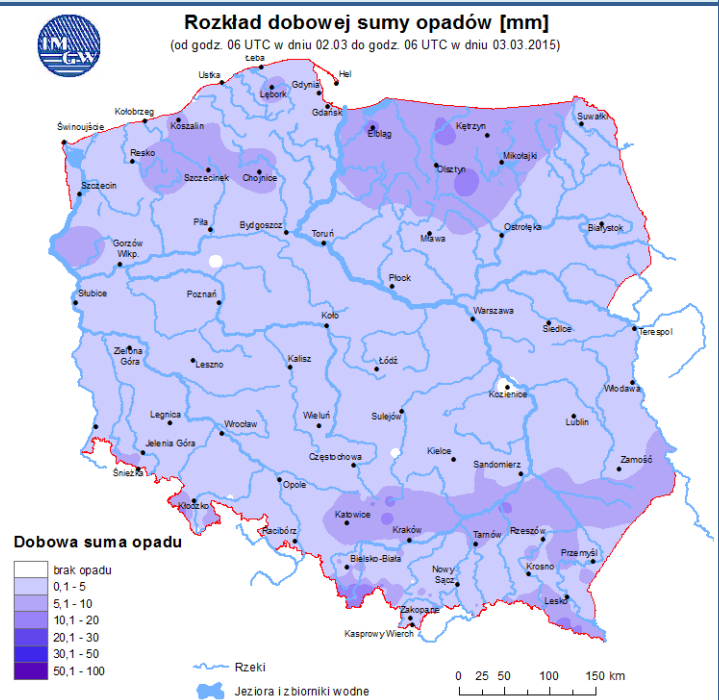 Rozkład dobowej sumy opadów [mm]
(od godz. 06 UTC w dniu 02.03 do godz. 06 UTC w dniu 03.03.2015)
IM
GW
Łeba
Ustka
Hel
Lębork
Gdynia
Gdańsk
Kołobrzeg
Koszalin
Świnoujście
Elbląg
Kętrzyn
Suwałki
Resko
Mikołajki
Szczecinek
Chojnice
Olsztyn
Szczecin
Piła
Bydgoszcz
Toruń
Mława
Ostrołęka
Białystok
Gorzów
Wlkp.
Płock
Słubice
Poznań
Koło
Warszawa
Siedlce
Terespol
Zielona
Góra
Leszno
Kalisz
Łódź
Kozienice
Włodawa
Legnica
Wrocław
Wieluń
Sulejów
Lublin
Jelenia Góra
Częstochowa
Kielce
Sandomierz
Zamość
Śnieżka
Opole
Kłodzko
Katowice
Racibórz
Kraków
Tarnów
Rzeszów
Przemyśl
Bielsko-Biała
Nowy
Sącz
Krosno
Lesko
Zakopane
Kasprowy Wierch
Dobowa suma opadu
brak opadu
0,1 - 5
5,1 - 10
10,1 - 20
20,1 - 30
30,1 - 50
50,1 - 100
Rzeki
Jeziora i zbiorniki wodne
0 25 50 100 150 km